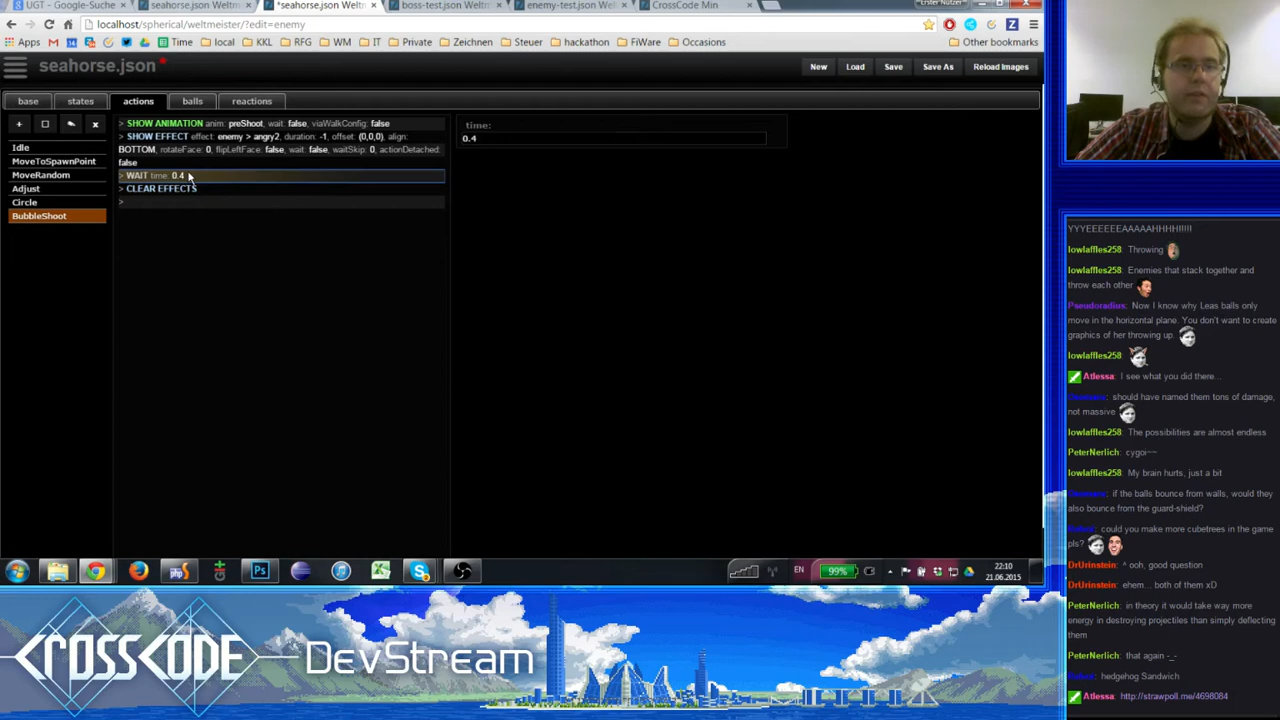 UGT - Google-Suche
seahorse.json Weltm
*seahorse.json Weltm
boss-test.json Weltm
enemy-test.json Welt
CrossCode Min
Erster Nutzer
localhost/spherical/weltmeister/?edit=enemy
Apps
Time
local
KKL
RFG
WM
IT
Private
Zeichnen
Steuer
hackathon
FiWare
Occasions
Other bookmarks
seahorse.json
New
Load
Save
Save As
Reload Images
base
states
actions
balls
reactions
+
x
Idle
MoveToSpawnPoint
MoveRandom
Adjust
Circle
BubbleShoot
> SHOW ANIMATION anim: preShoot, wait: false, viaWalkConfig: false
> SHOW EFFECT effect: enemy > angry2, duration: -1, offset: (0,0,0), align:
BOTTOM, rotateFace: 0, flipLeftFace: false, wait: false, waitSkip: 0, actionDetached:
false
> WAIT time: 0.4
> CLEAR EFFECTS
>
time:
0.4
YYYEEEEEAAAAAHHHH!!!!!
lowlaffles258: Throwing
lowlaffles258: Enemies that stack together and
throw each other
Pseudoradius: Now I know why Leas balls only
move in the horizontal plane. You don't want to create
graphics of her throwing up.
lowlaffles258:
Atlessa: I see what you did there...
should have named them tons of damage,
not massive
lowlaffles258: The possibilities are almost endless
PeterNerlich: cygoi~~
lowlaffles258: My brain hurts, just a bit
if the balls bounce from walls, would they
also bounce from the guard-shield?
could you make more cubetrees in the game
pls?
DrUrinstein: ^ ooh, good question
DrUrinstein: ehem... both of them xD
PeterNerlich: in theory it would take way more
energy in destroying projectiles than simply deflecting
them
PeterNerlich: that again -_-
hedgehog Sandwich
Atlessa: http://strawpoll.me/4698084
EN
99%
22:10
21.06.2015
CROSSCODE DevStream